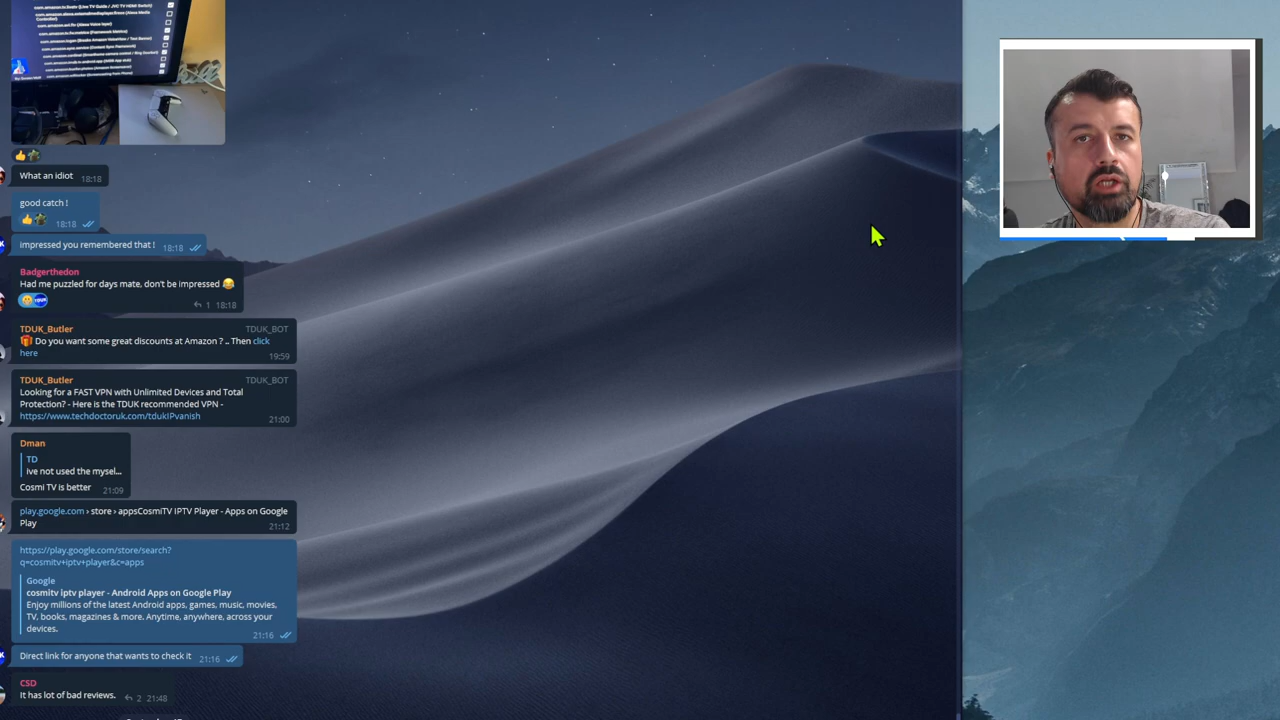 What an idiot 18:18
good catch !
18:18
impressed you remembered that ! 18:18
Badgerthedon
Had me puzzled for days mate, don't be impressed 😂
1 18:18
TDUK_Butler TDUK_BOT
🎁 Do you want some great discounts at Amazon ? .. Then click
here 19:59
TDUK_Butler TDUK_BOT
Looking for a FAST VPN with Unlimited Devices and Total
Protection? - Here is the TDUK recommended VPN -
https://www.techdoctoruk.com/tdukIPvanish 21:00
Dman
TD
ive not used the mysel...
Cosmi TV is better 21:09
play.google.com › store › appsCosmiTV IPTV Player - Apps on Google
Play 21:12
https://play.google.com/store/search?
q=cosmitv+iptv+player&c=apps
Google
cosmitv iptv player - Android Apps on Google Play
Enjoy millions of the latest Android apps, games, music, movies,
TV, books, magazines & more. Anytime, anywhere, across your
devices.
21:16
Direct link for anyone that wants to check it 21:16
CSD
It has lot of bad reviews. 2 21:48